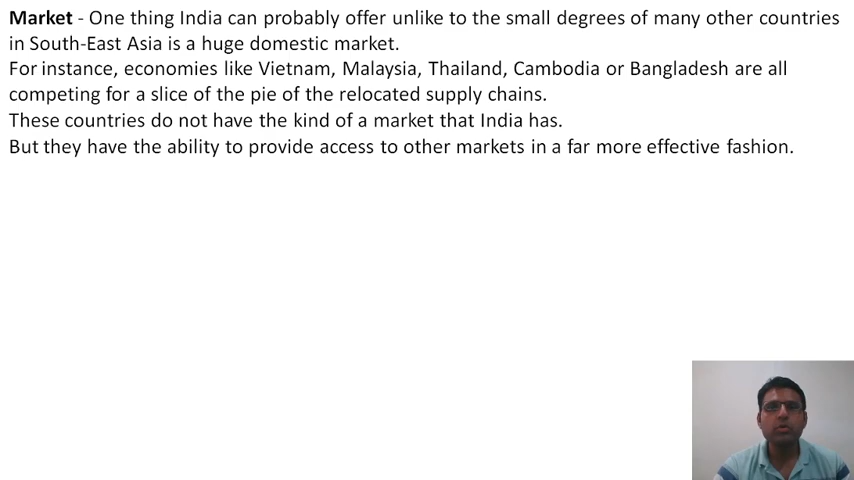 Market - One thing India can probably offer unlike to the small degrees of many other countries
in South-East Asia is a huge domestic market.
For instance, economies like Vietnam, Malaysia, Thailand, Cambodia or Bangladesh are all
competing for a slice of the pie of the relocated supply chains.
These countries do not have the kind of a market that India has.
But they have the ability to provide access to other markets in a far more effective fashion.